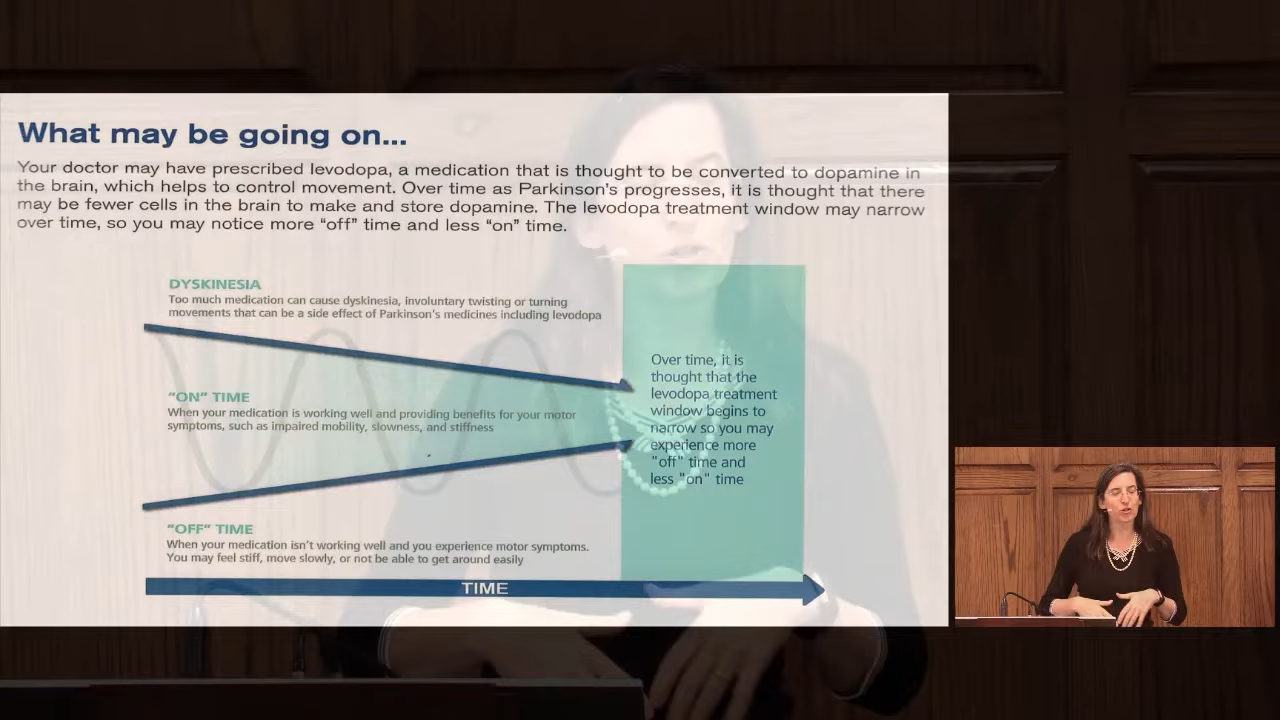 What may be going on...
Your doctor may have prescribed levodopa, a medication that is thought to be converted to dopamine in
the brain, which helps to control movement. Over time as Parkinson's progresses, it is thought that there
may be fewer cells in the brain to make and store dopamine. The levodopa treatment window may narrow
over time, so you may notice more “off” time and less “on” time.
DYSKINESIA
Too much medication can cause dyskinesia, involuntary twisting or turning
movements that can be a side effect of Parkinson's medicines including levodopa
“ON” TIME
When your medication is working well and providing benefits for your motor
symptoms, such as impaired mobility, slowness, and stiffness
Over time, it is
thought that the
levodopa treatment
window begins to
narrow so you may
experience more
"off" time and
less "on" time
“OFF” TIME
When your medication isn't working well and you experience motor symptoms.
You may feel stiff, move slowly, or not be able to get around easily
TIME